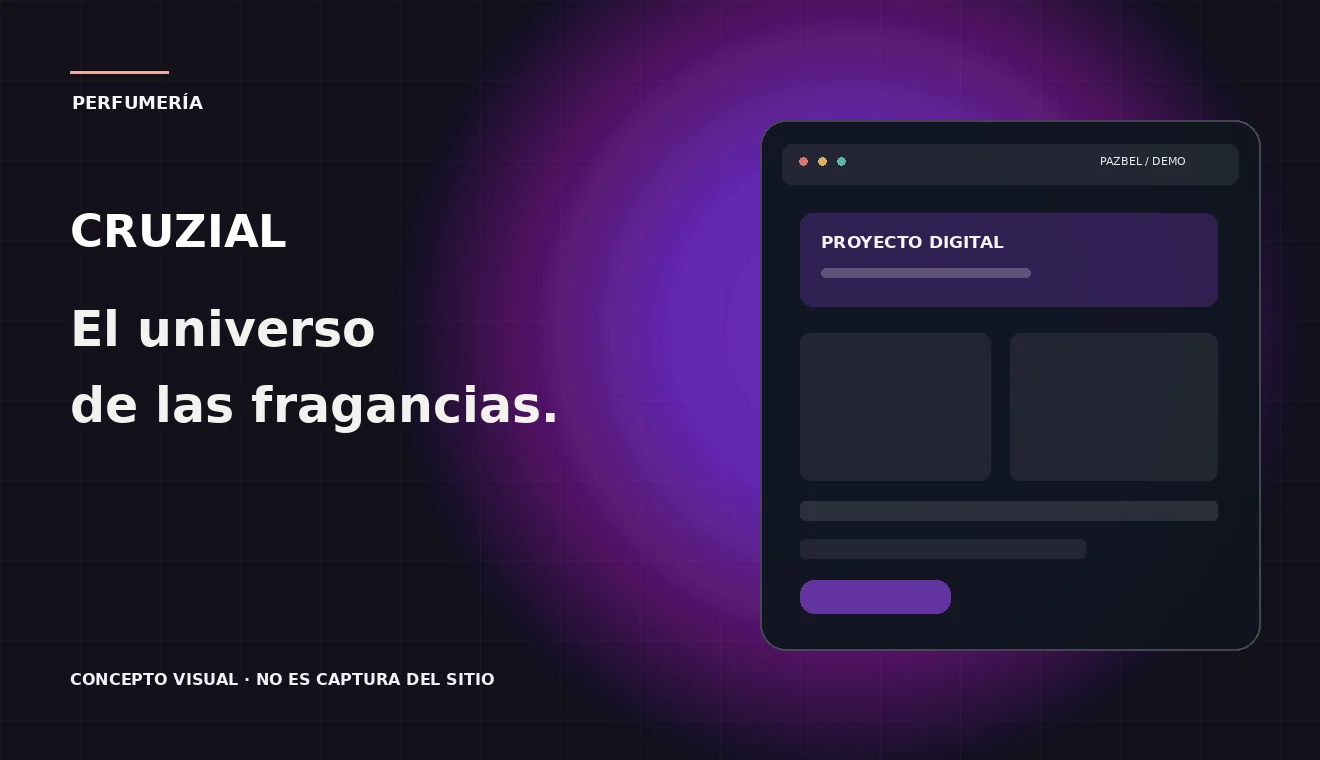 PERFUMERÍA
CRUZIAL
El universo
de las fragancias.
CONCEPTO VISUAL · NO ES CAPTURA DEL SITIO
PAZBEL / DEMO
PROYECTO DIGITAL